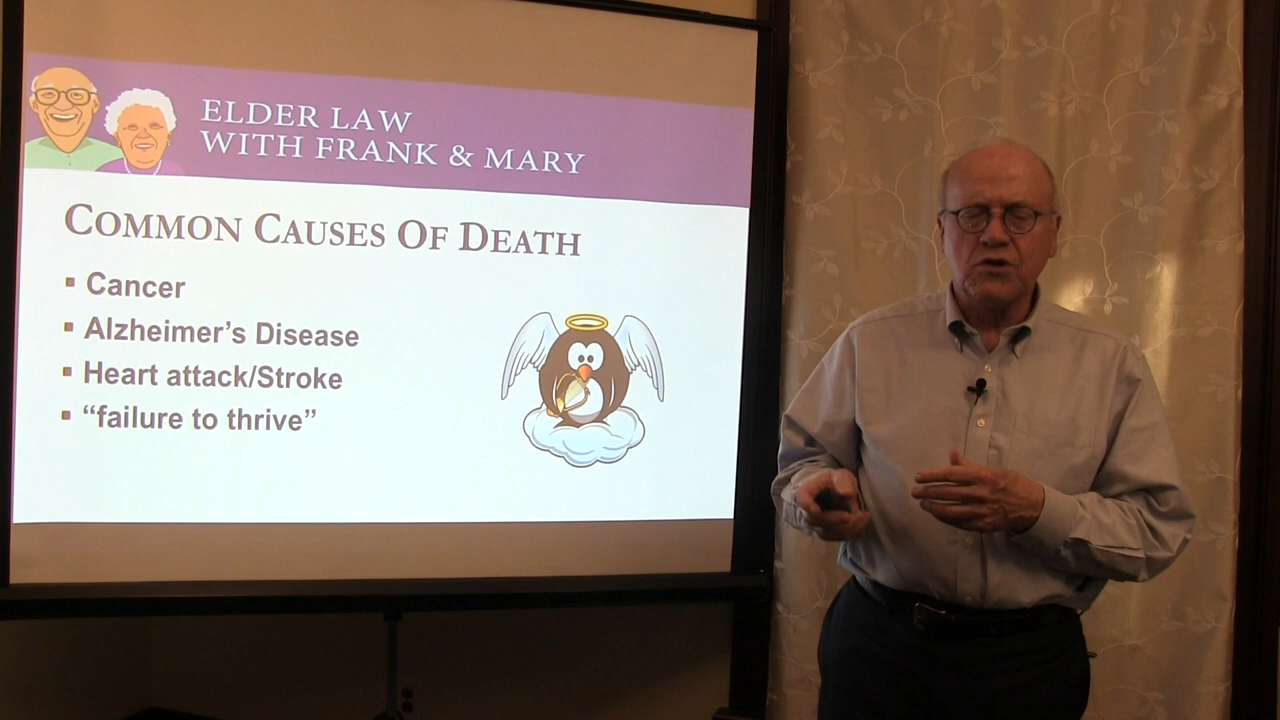 ELDER LAW
WITH FRANK & MARY
COMMON CAUSES OF DEATH
▪ Cancer
▪ Alzheimer’s Disease
▪ Heart attack/Stroke
▪ “failure to thrive”